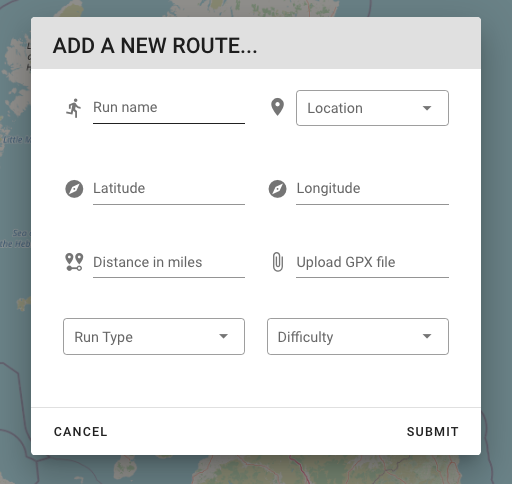 ADD A NEW ROUTE...
Run name
Location
Latitude
Longitude
Distance in miles
Upload GPX file
Run Type
Difficulty
CANCEL
SUBMIT